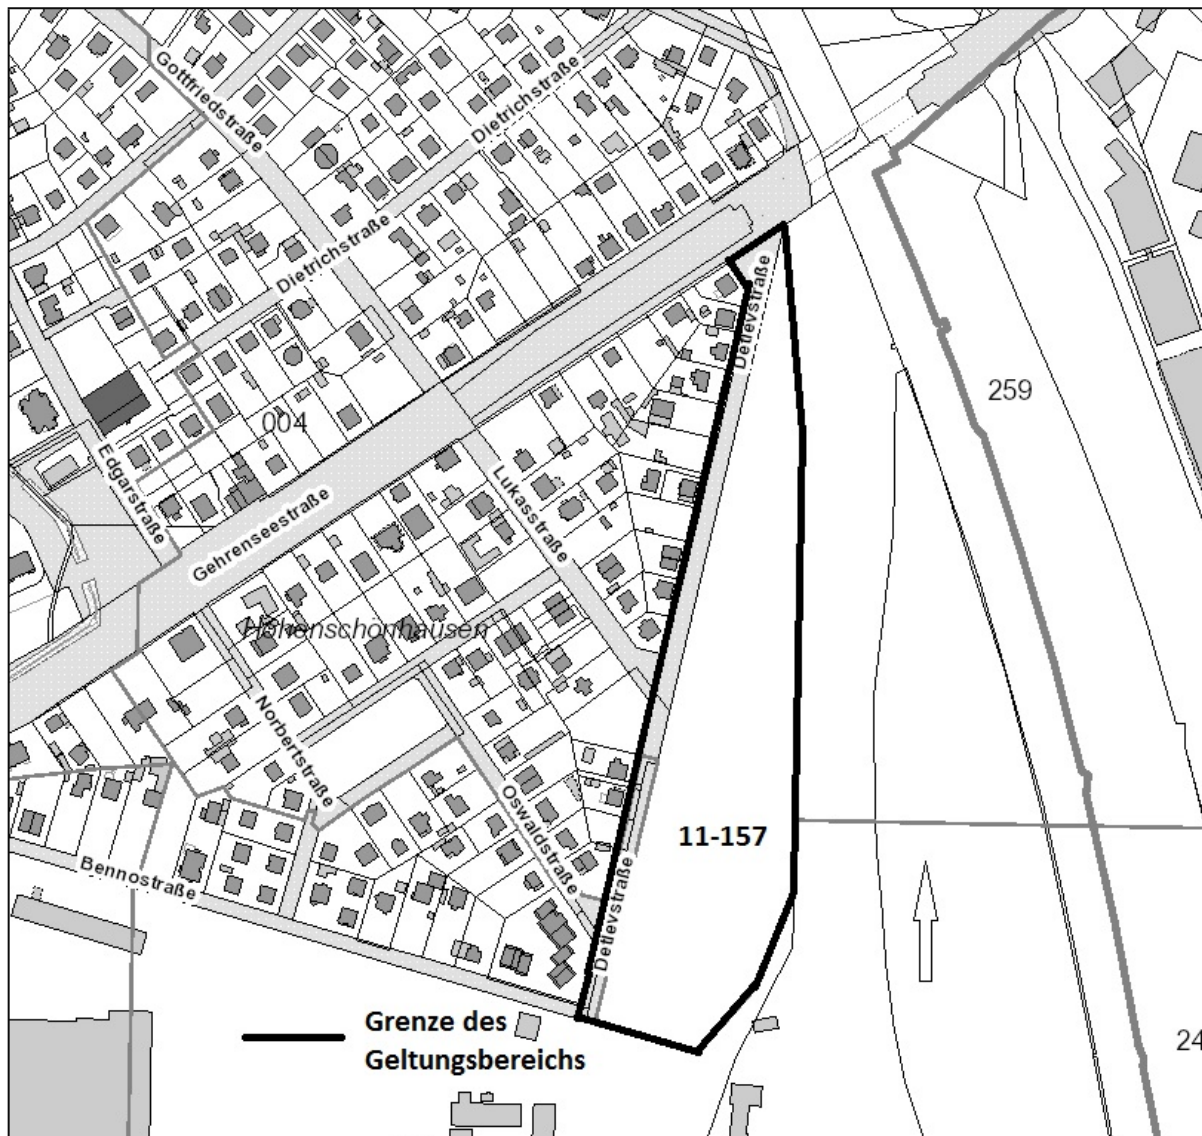 Gottfriedstraße
Dietrichstraße
Dietrichstraße
Detlevstraße
259
004
Edgarstraße
Lukasstraße
Gehrenseestraße
Hohenschönhausen
Norbertstraße
Oswaldstraße
11-157
Bennostraße
Detlevstraße
Grenze des
Geltungsbereichs
24